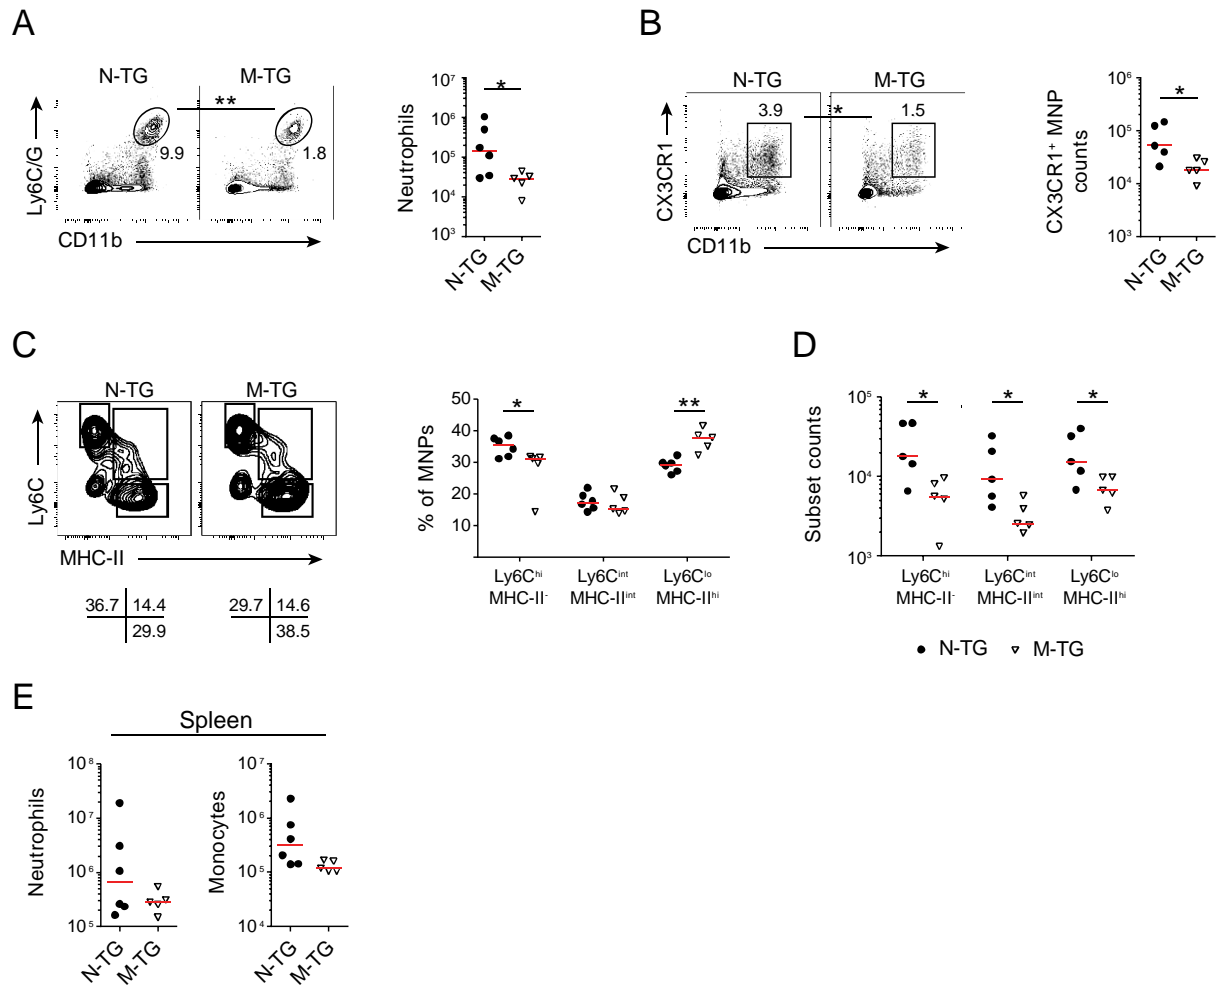 A
N-TG
M-TG
**
9.9
1.8
Ly6C/G
CD11b
Neutrophils
10⁷
10⁶
10⁵
10⁴
10³
*
N-TG
M-TG
B
N-TG
M-TG
3.9
*
1.5
CX3CR1
CD11b
CX3CR1⁺ MNP
counts
10⁶
10⁵
10⁴
10³
*
N-TG
M-TG
C
N-TG
M-TG
Ly6C
MHC-II
36.7 14.4
29.9
29.7 14.6
38.5
% of MNPs
50
40
30
20
10
*
**
Ly6Cʰⁱ
MHC-II⁻
Ly6Cⁱⁿᵗ
MHC-IIⁱⁿᵗ
Ly6Cˡᵒ
MHC-IIʰⁱ
D
Subset counts
10⁵
10⁴
10³
*
*
*
Ly6Cʰⁱ
MHC-II⁻
Ly6Cⁱⁿᵗ
MHC-IIⁱⁿᵗ
Ly6Cˡᵒ
MHC-IIʰⁱ
N-TG M-TG
E
Spleen
Neutrophils
10⁸
10⁷
10⁶
10⁵
N-TG
M-TG
Monocytes
10⁷
10⁶
10⁵
10⁴
N-TG
M-TG